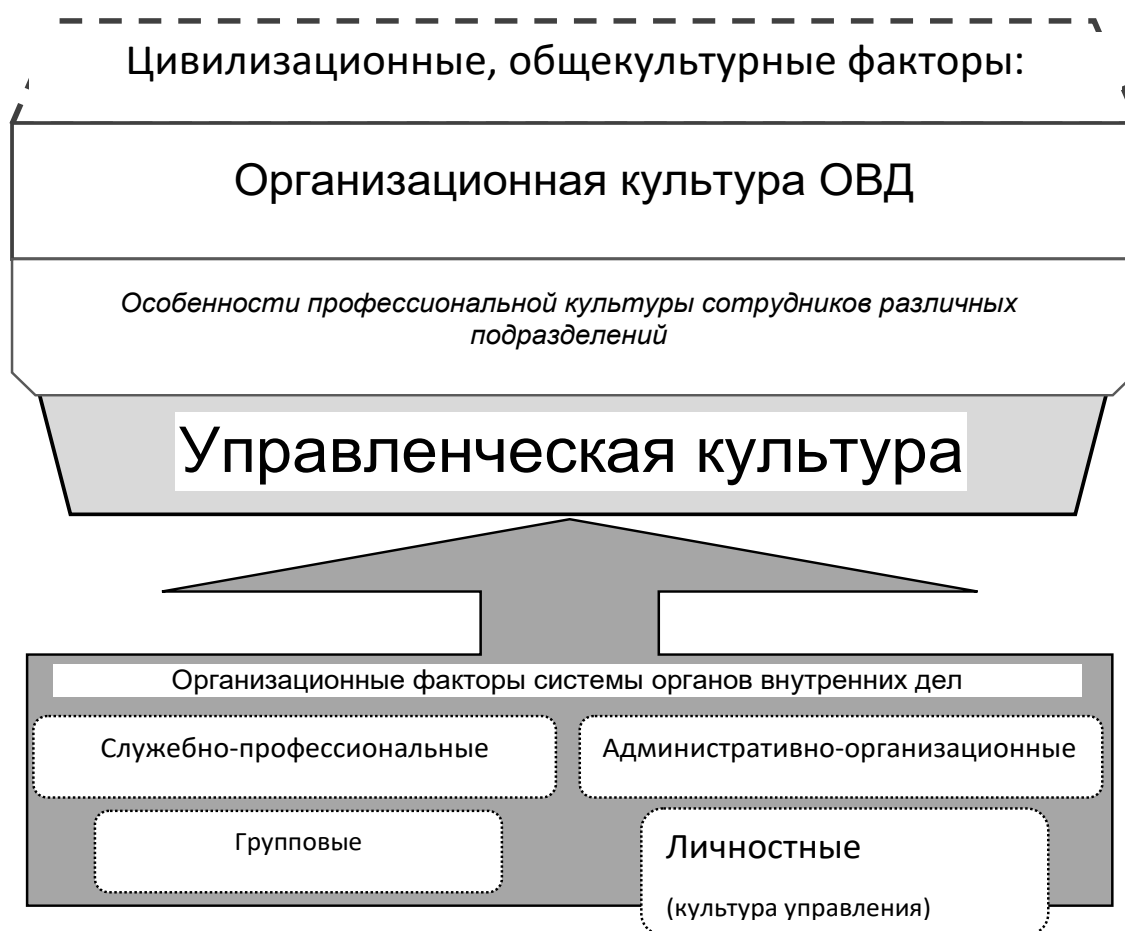 Цивилизационные, общекультурные факторы:
Организационная культура ОВД
Особенности профессиональной культуры сотрудников различных
подразделений
Управленческая культура
Организационные факторы системы органов внутренних дел
Служебно-профессиональные
Административно-организационные
Групповые
Личностные
(культура управления)